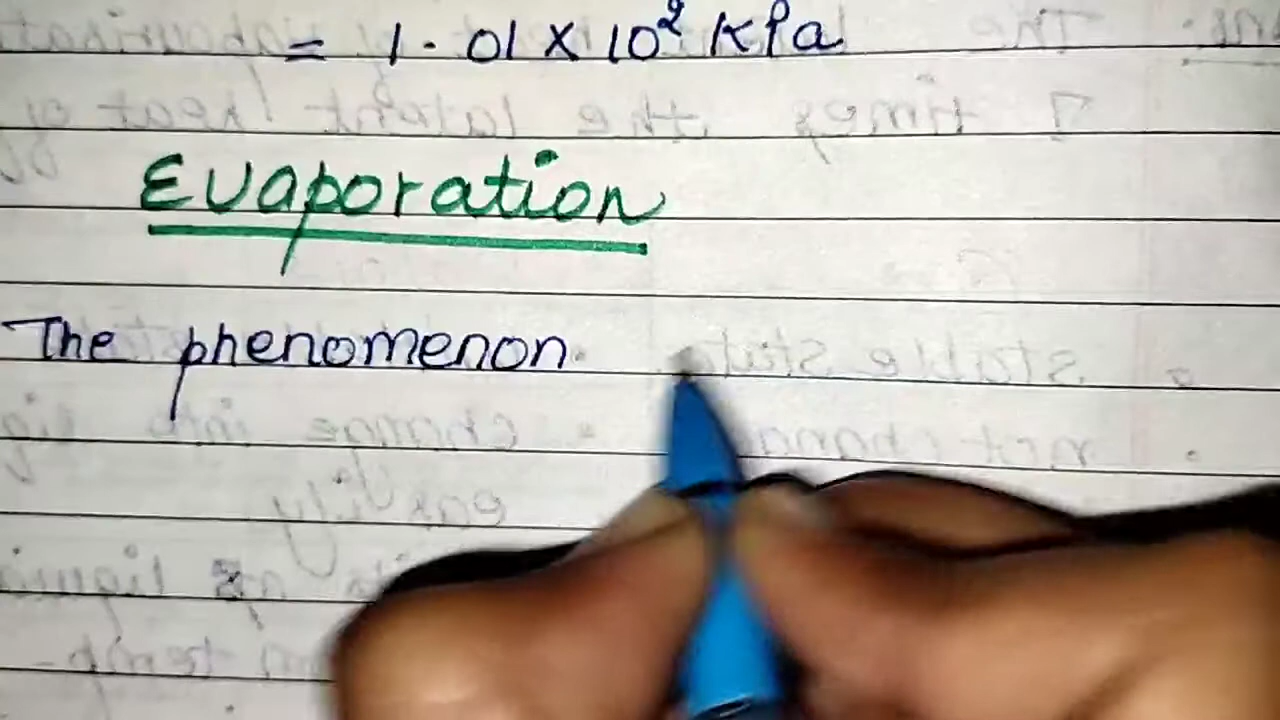 = 1.01 X 10² KPa
Evaporation
The phenomenon